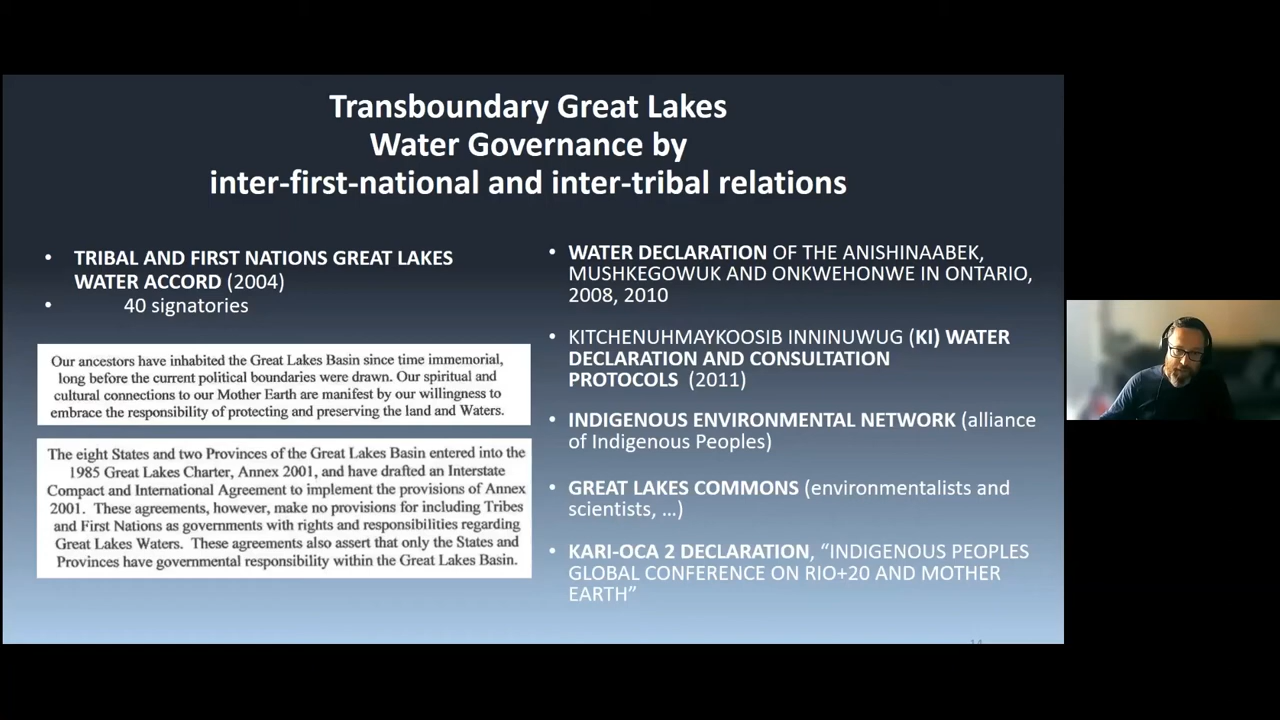 Transboundary Great Lakes
Water Governance by
inter-first-national and inter-tribal relations
• TRIBAL AND FIRST NATIONS GREAT LAKES
WATER ACCORD (2004)
• 40 signatories
Our ancestors have inhabited the Great Lakes Basin since time immemorial,
long before the current political boundaries were drawn. Our spiritual and
cultural connections to our Mother Earth are manifest by our willingness to
embrace the responsibility of protecting and preserving the land and Waters.
The eight States and two Provinces of the Great Lakes Basin entered into the
1985 Great Lakes Charter, Annex 2001, and have drafted an Interstate
Compact and International Agreement to implement the provisions of Annex
2001. These agreements, however, make no provisions for including Tribes
and First Nations as governments with rights and responsibilities regarding
Great Lakes Waters. These agreements also assert that only the States and
Provinces have governmental responsibility within the Great Lakes Basin.
• WATER DECLARATION OF THE ANISHINAABEK,
MUSHKEGOWUK AND ONKWEHONWE IN ONTARIO,
2008, 2010
• KITCHENUHMAYKOOSIB INNINUWUG (KI) WATER
DECLARATION AND CONSULTATION
PROTOCOLS (2011)
• INDIGENOUS ENVIRONMENTAL NETWORK (alliance
of Indigenous Peoples)
• GREAT LAKES COMMONS (environmentalists and
scientists, …)
• KARI-OCA 2 DECLARATION, “INDIGENOUS PEOPLES
GLOBAL CONFERENCE ON RIO+20 AND MOTHER
EARTH”